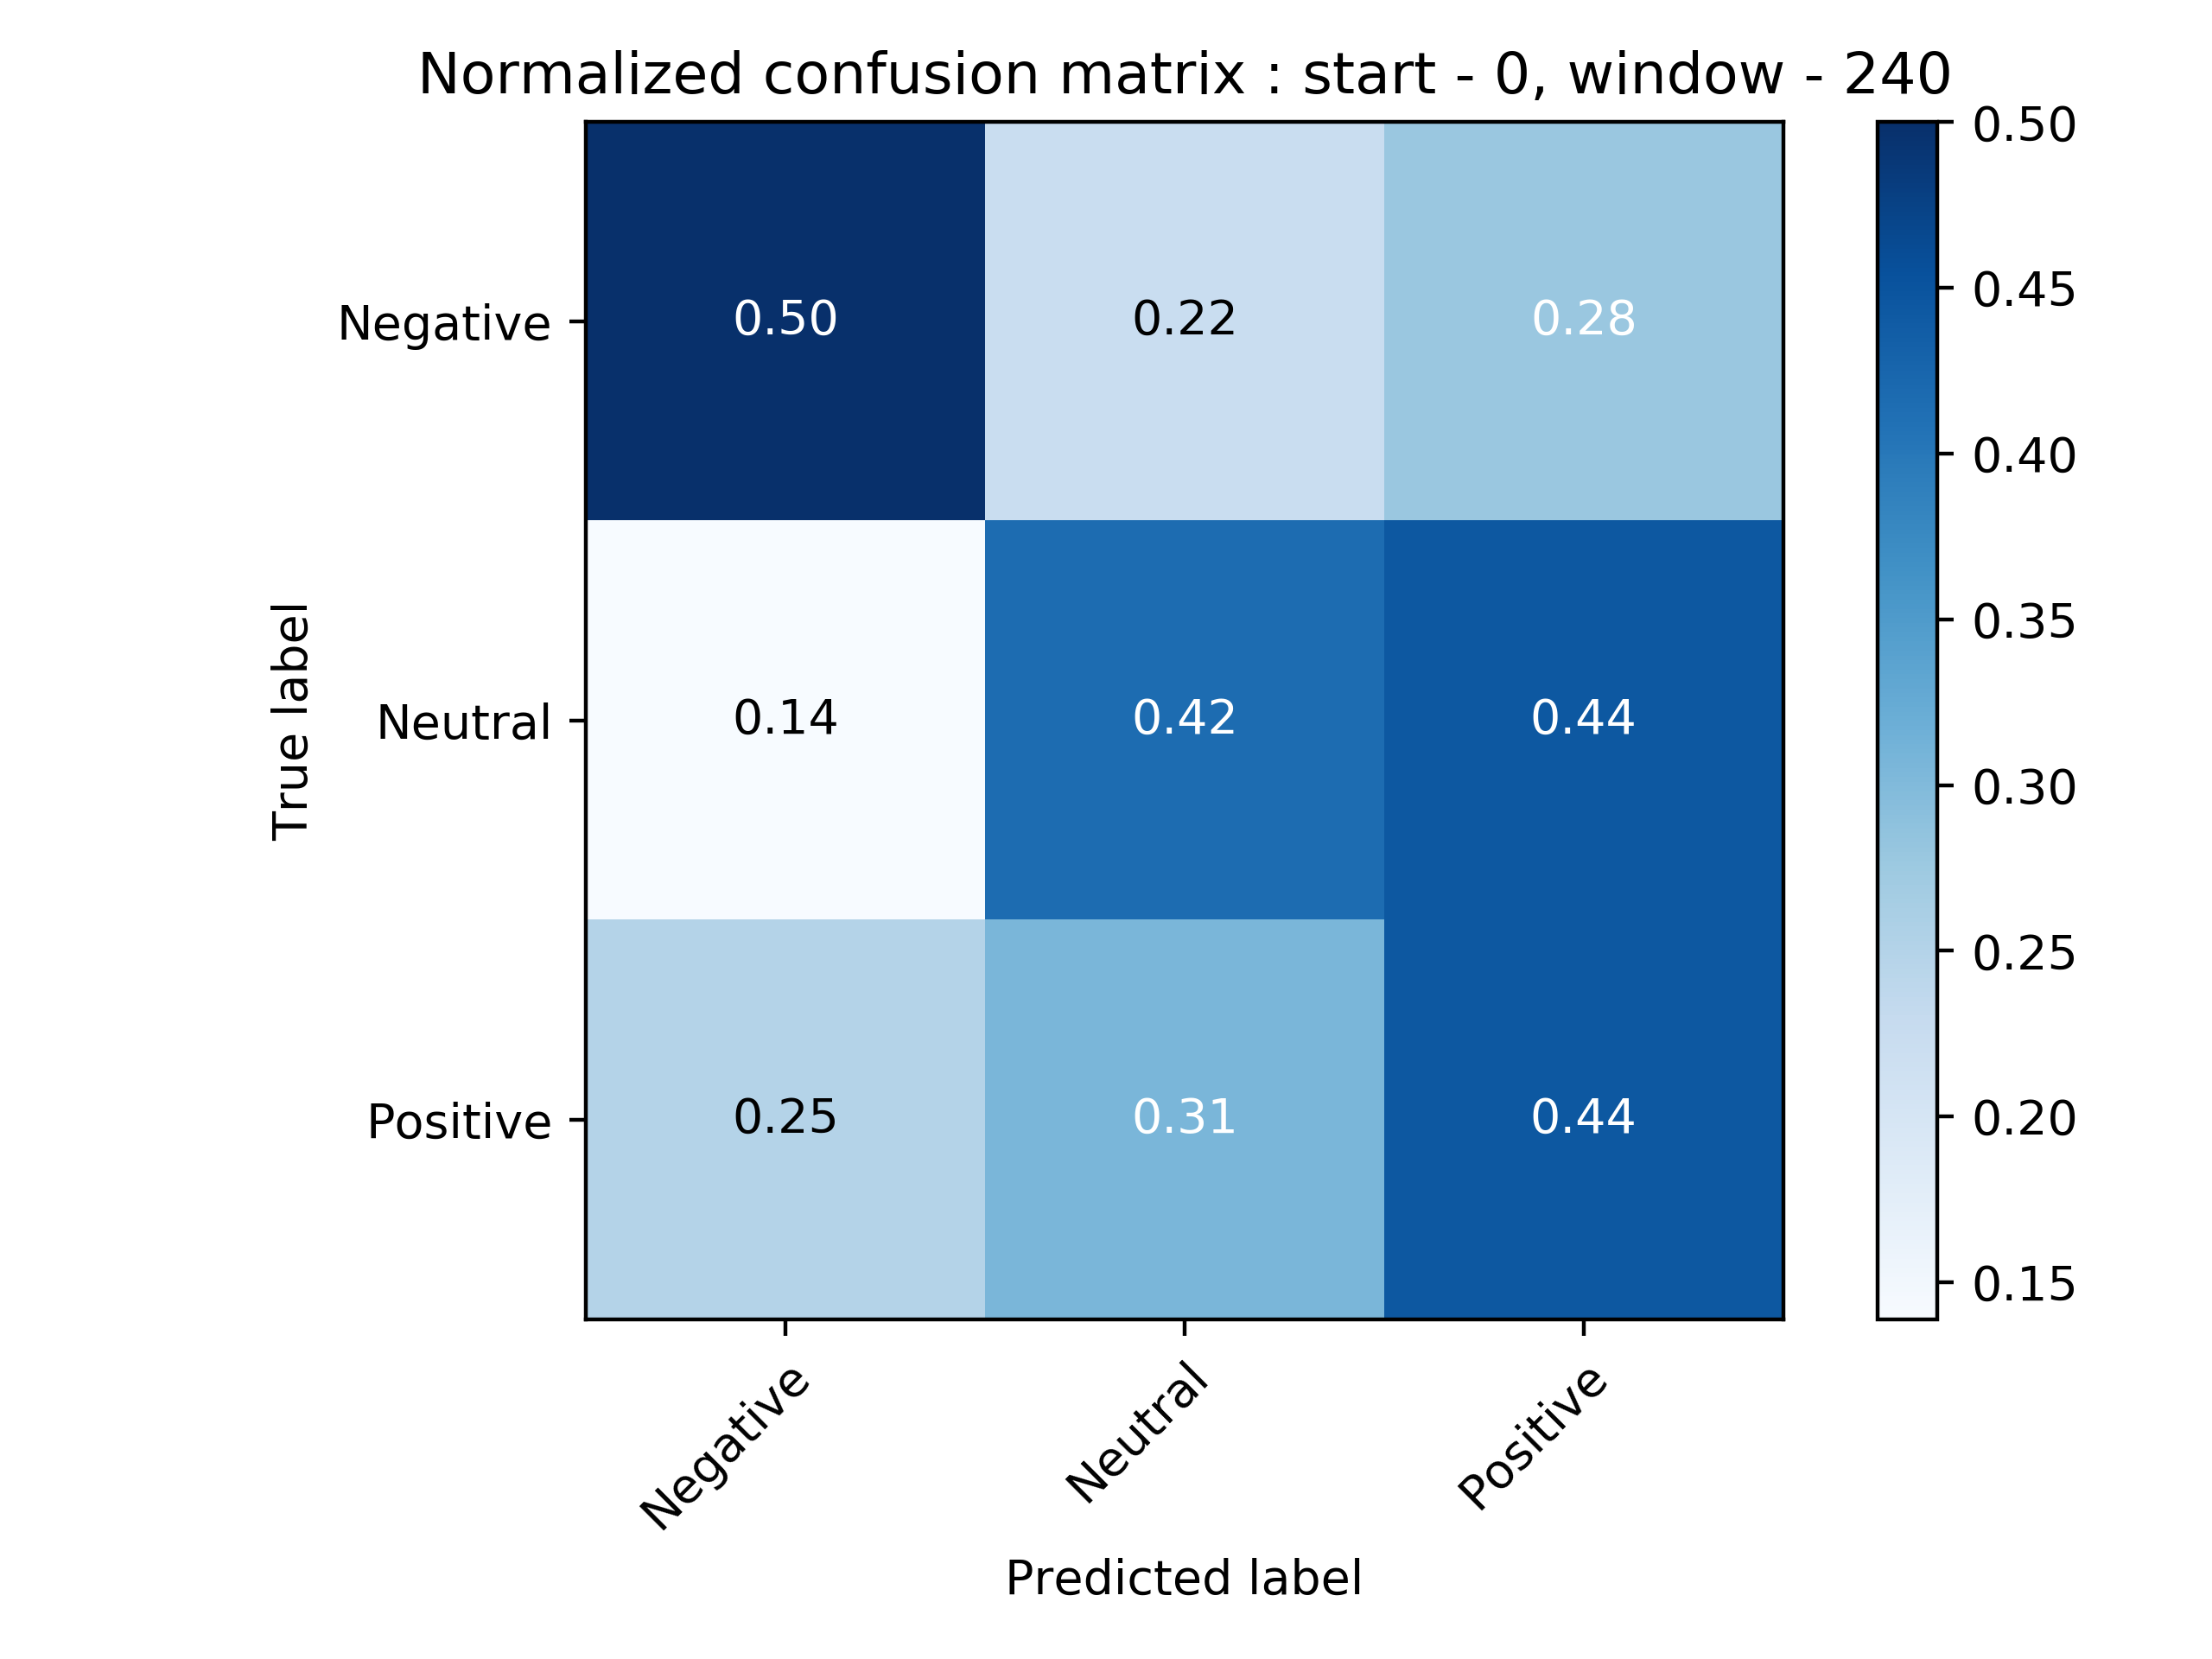 Normalized confusion matrix : start - 0, window - 240
0.50
0.45
0.40
0.35
0.30
0.25
0.20
0.15
True label
Negative
0.50 0.22 0.28
Neutral
0.14 0.42 0.44
Positive
0.25 0.31 0.44
Negative
Neutral
Positive
Predicted label